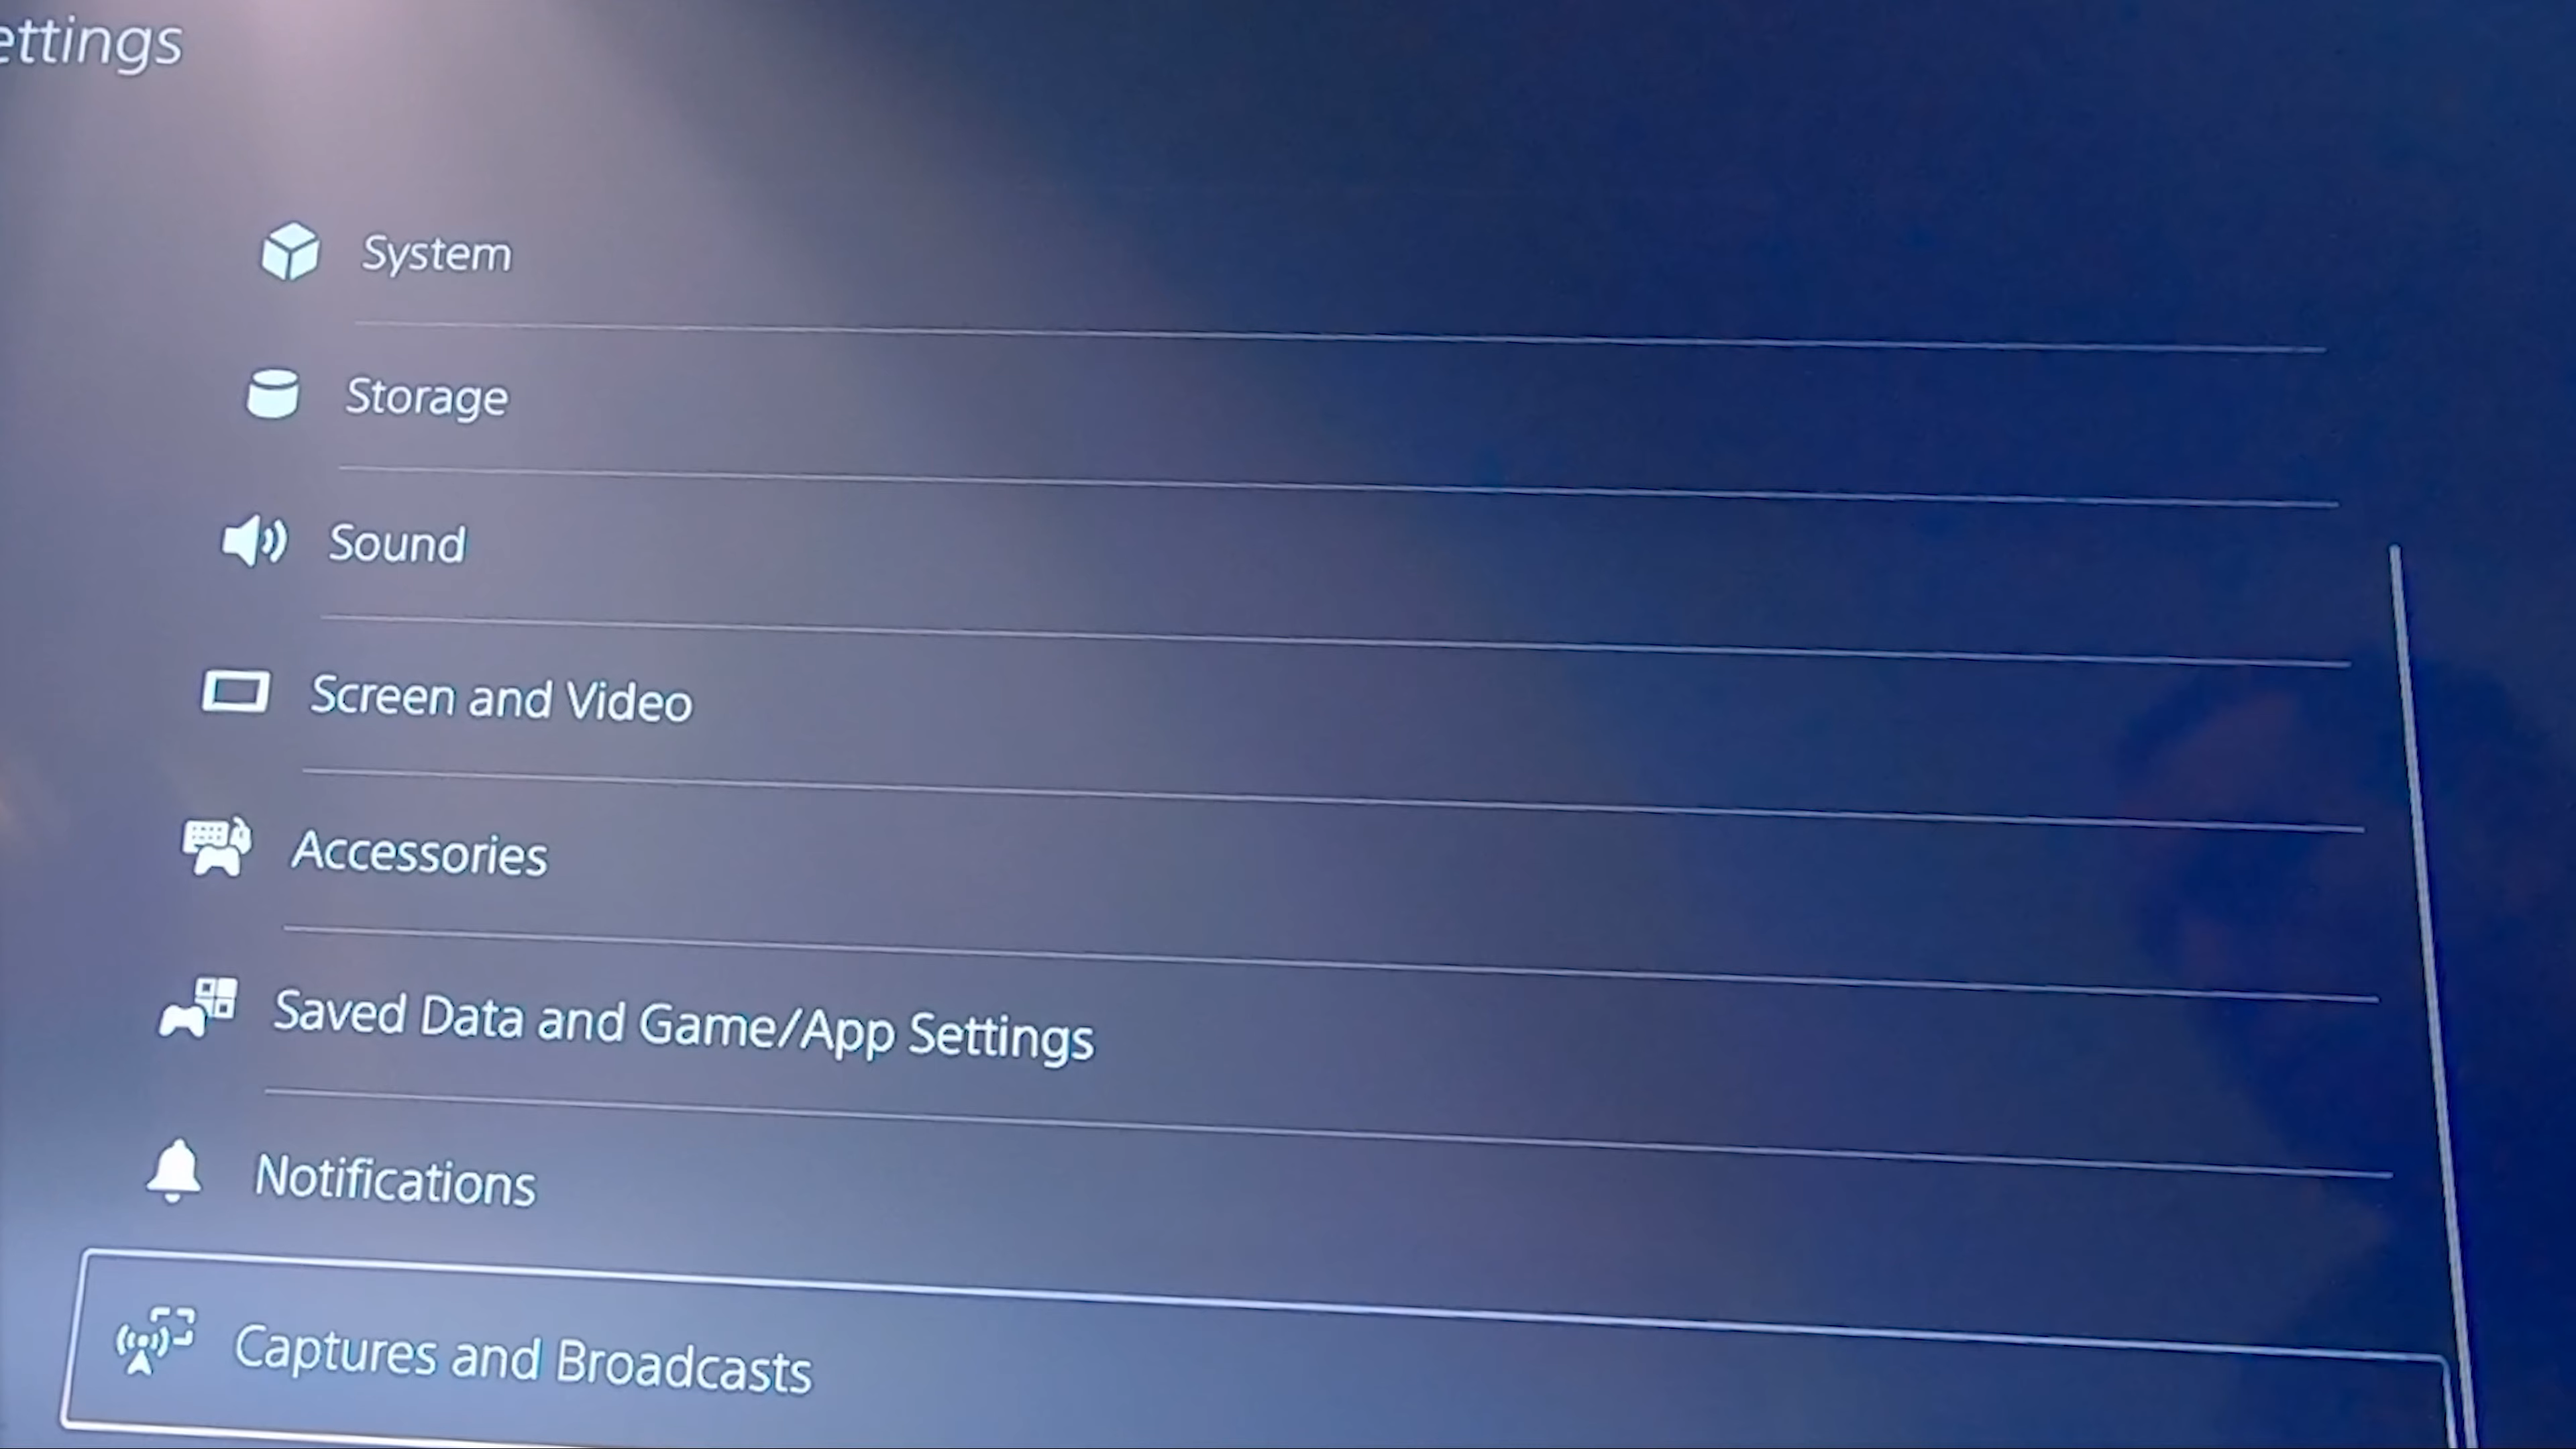 ettings
System
Storage
Sound
Screen and Video
Accessories
Saved Data and Game/App Settings
Notifications
Captures and Broadcasts